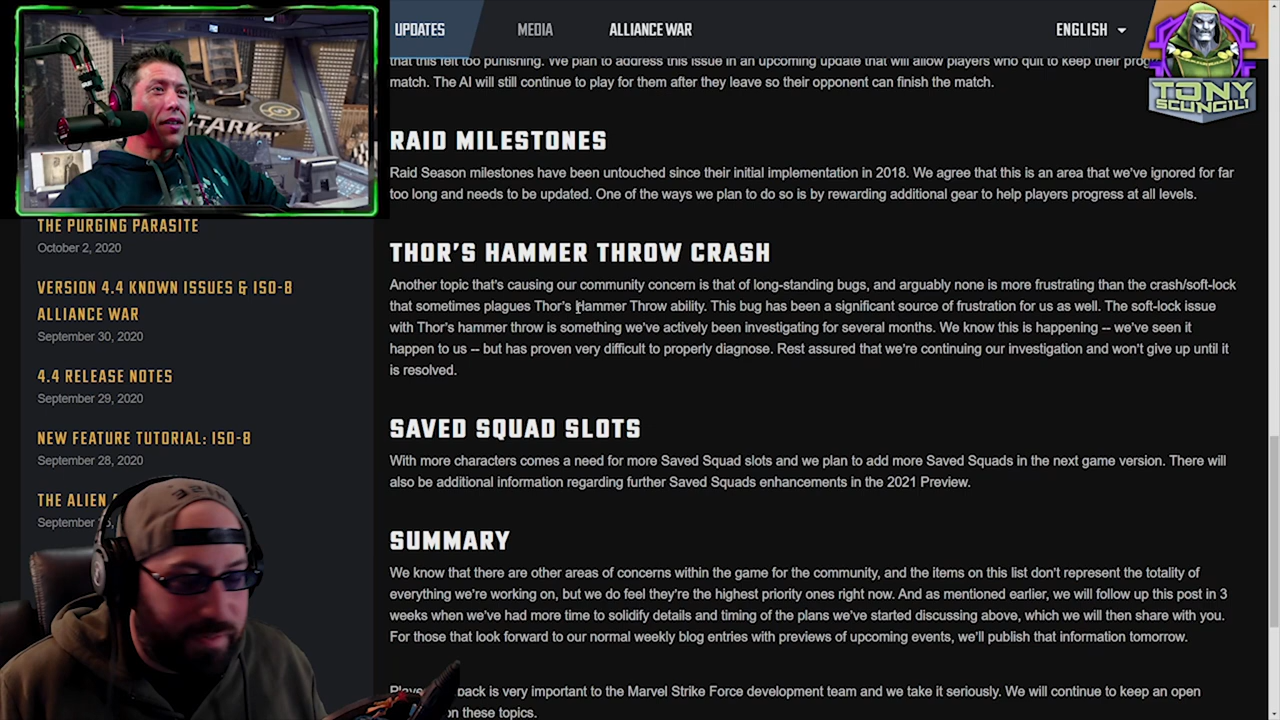 UPDATES
MEDIA
ALLIANCE WAR
ENGLISH
TONY
SCUNGILI
STARK
that this felt too punishing. We plan to address this issue in an upcoming update that will allow players who quit to keep their
match. The AI will still continue to play for them after they leave so their opponent can finish the match.
RAID MILESTONES
Raid Season milestones have been untouched since their initial implementation in 2018. We agree that this is an area that we've ignored for far
too long and needs to be updated. One of the ways we plan to do so is by rewarding additional gear to help players progress at all levels.
THE PURGING PARASITE
October 2, 2020
VERSION 4.4 KNOWN ISSUES & ISO-8
ALLIANCE WAR
September 30, 2020
4.4 RELEASE NOTES
September 29, 2020
NEW FEATURE TUTORIAL: ISO-8
September 28, 2020
THE ALIEN
September
THOR'S HAMMER THROW CRASH
Another topic that's causing our community concern is that of long-standing bugs, and arguably none is more frustrating than the crash/soft-lock
that sometimes plagues Thor's Hammer Throw ability. This bug has been a significant source of frustration for us as well. The soft-lock issue
with Thor's hammer throw is something we've actively been investigating for several months. We know this is happening -- we've seen it
happen to us -- but has proven very difficult to properly diagnose. Rest assured that we're continuing our investigation and won't give up until it
is resolved.
SAVED SQUAD SLOTS
With more characters comes a need for more Saved Squad slots and we plan to add more Saved Squads in the next game version. There will
also be additional information regarding further Saved Squads enhancements in the 2021 Preview.
SUMMARY
We know that there are other areas of concerns within the game for the community, and the items on this list don't represent the totality of
everything we're working on, but we do feel they're the highest priority ones right now. And as mentioned earlier, we will follow up this post in 3
weeks when we've had more time to solidify details and timing of the plans we've started discussing above, which we will then share with you.
For those that look forward to our normal weekly blog entries with previews of upcoming events, we'll publish that information tomorrow.
back is very important to the Marvel Strike Force development team and we take it seriously. We will continue to keep an open
on these topics.